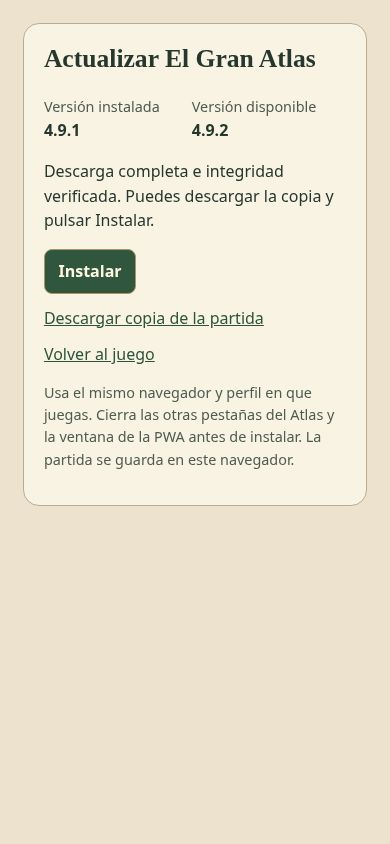 Actualizar El Gran Atlas
Versión instalada
4.9.1
Versión disponible
4.9.2
Descarga completa e integridad
verificada. Puedes descargar la copia y
pulsar Instalar.
Instalar
Descargar copia de la partida
Volver al juego
Usa el mismo navegador y perfil en que
juegas. Cierra las otras pestañas del Atlas y
la ventana de la PWA antes de instalar. La
partida se guarda en este navegador.